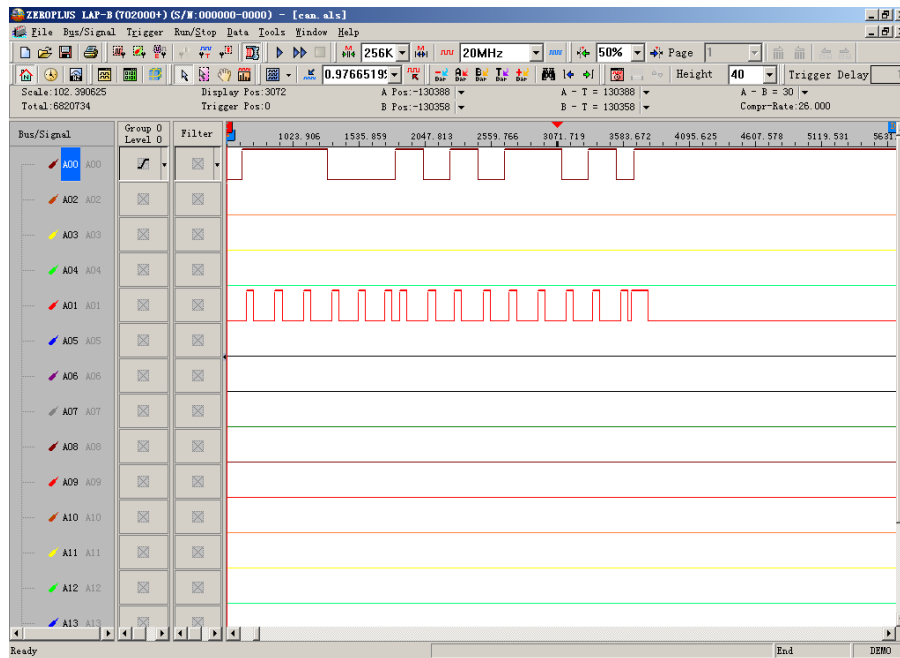 ZEROPLUS LAP-B(702000+)(S/N:000000-0000) - [can.als]
File Bus/Signal Trigger Run/Stop Data Tools Window Help
256K 20MHz 50% Page 1
0.9766519 Height 40 Trigger Delay
Scale:102.390625 Display Pos:3072 A Pos:-130388 A - T = 130388 A - B = 30
Total:6820734 Trigger Pos:0 B Pos:-130358 B - T = 130358 Compr-Rate:26.000
Bus/Signal Group 0 Level 0 Filter 1023.906 1535.859 2047.813 2559.766 3071.719 3583.672 4095.625 4607.578 5119.531 5631.
A00 A00
A02 A02
A03 A03
A04 A04
A01 A01
A05 A05
A06 A06
A07 A07
A08 A08
A09 A09
A10 A10
A11 A11
A12 A12
A13 A13
Ready End DEMO